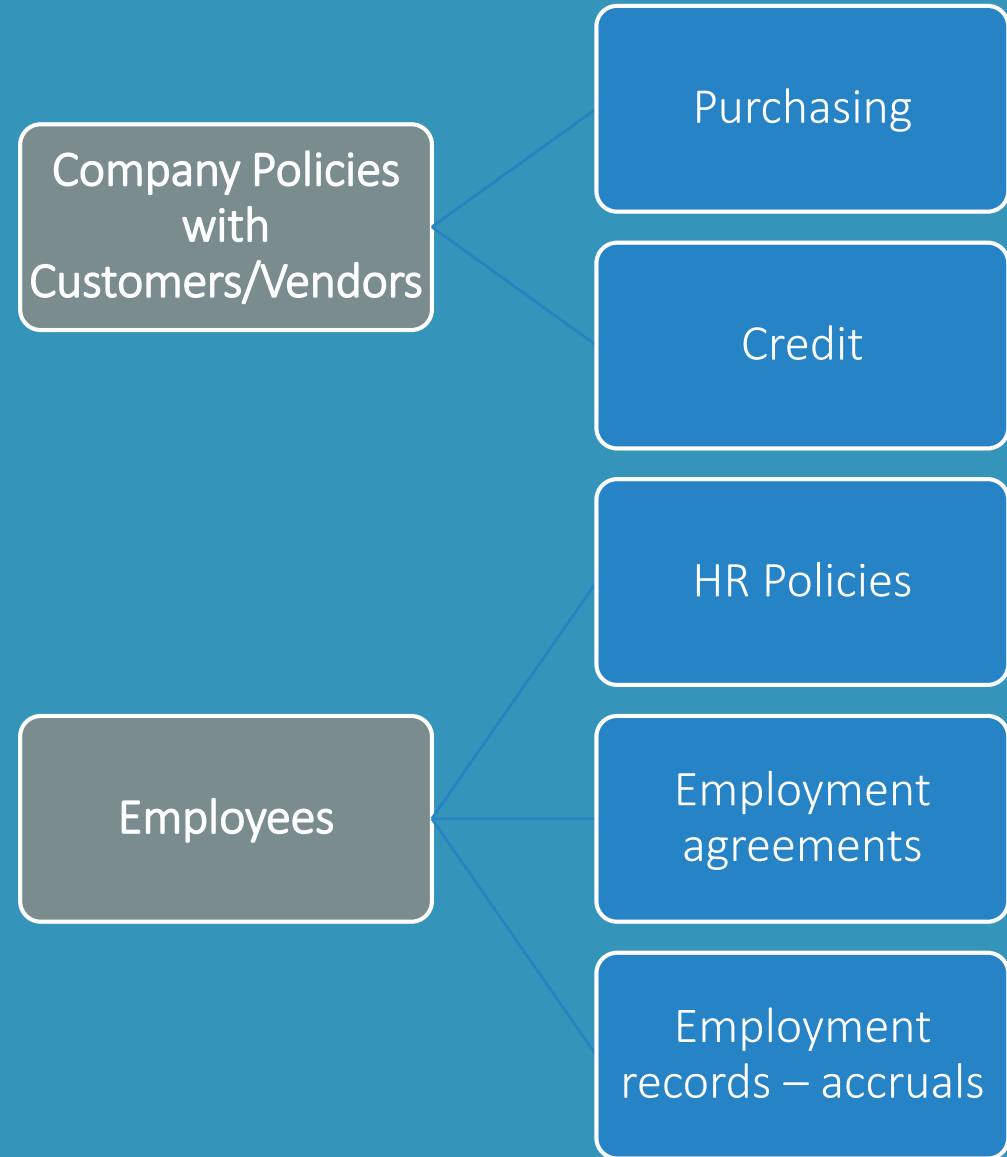 Company Policies
with
Customers/Vendors
Purchasing
Credit
Employees
HR Policies
Employment
agreements
Employment
records – accruals